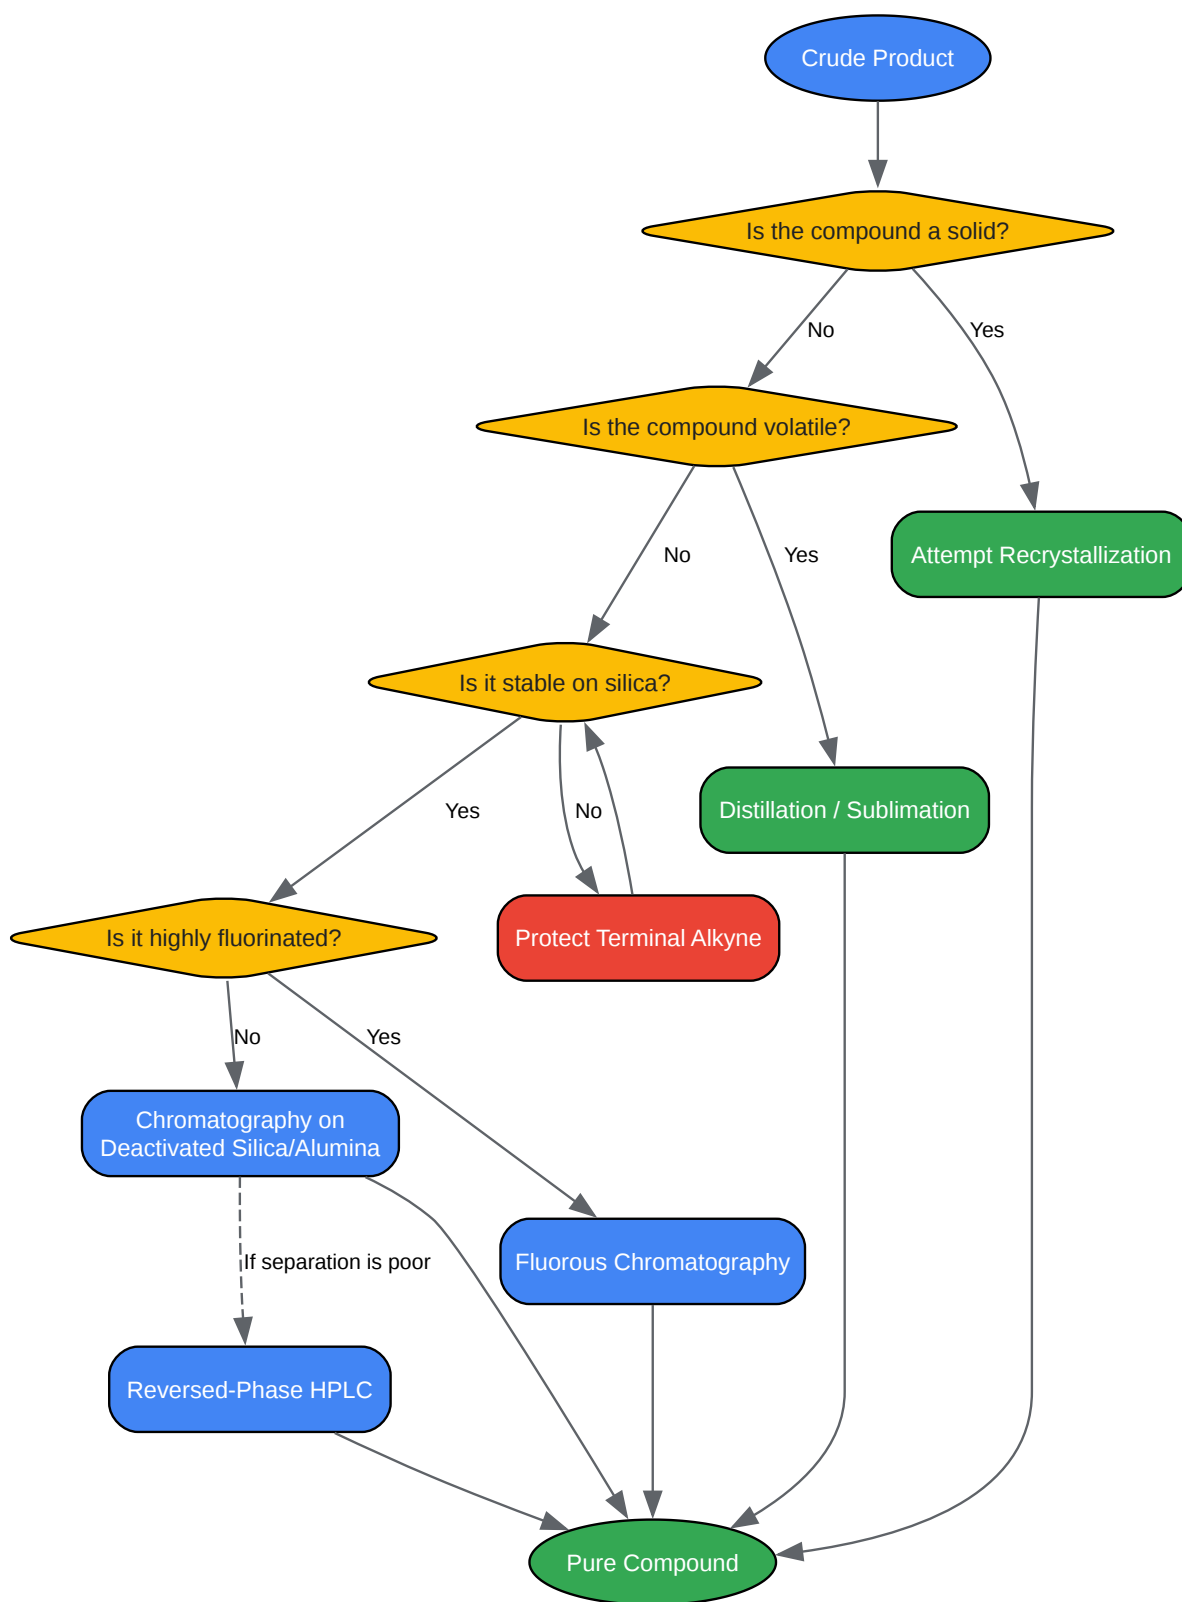 Crude Product
Is the compound a solid?
No
Yes
Is the compound volatile?
No
Yes
Attempt Recrystallization
Is it stable on silica?
Yes
No
Distillation / Sublimation
Is it highly fluorinated?
Protect Terminal Alkyne
No
Yes
Chromatography on
Deactivated Silica/Alumina
If separation is poor
Fluorous Chromatography
Reversed-Phase HPLC
Pure Compound